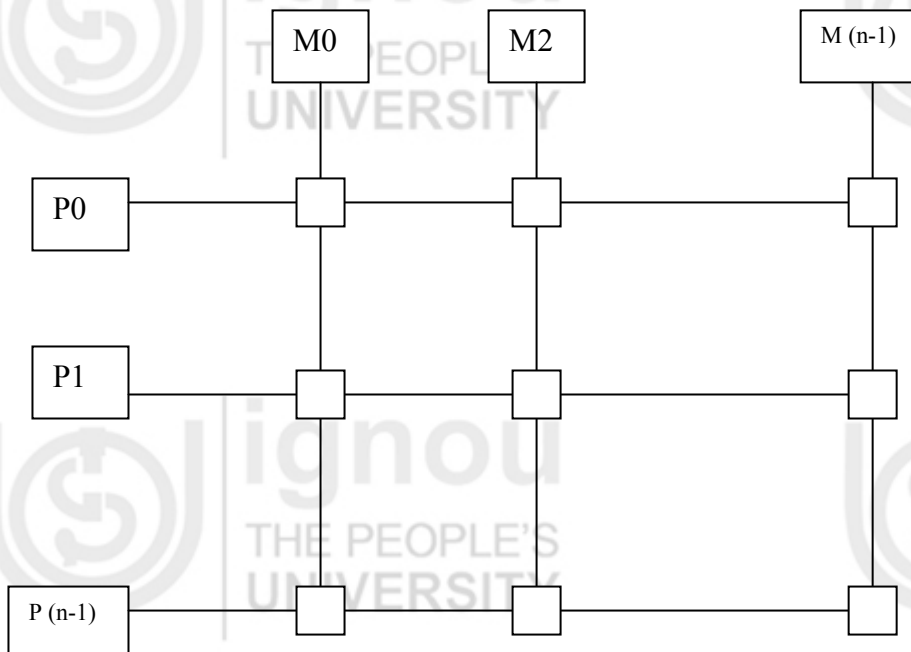 M0
M2
M (n-1)
THE PEOPLE'S
UNIVERSITY
P0
P1
ignou
THE PEOPLE'S
UNIVERSITY
P (n-1)